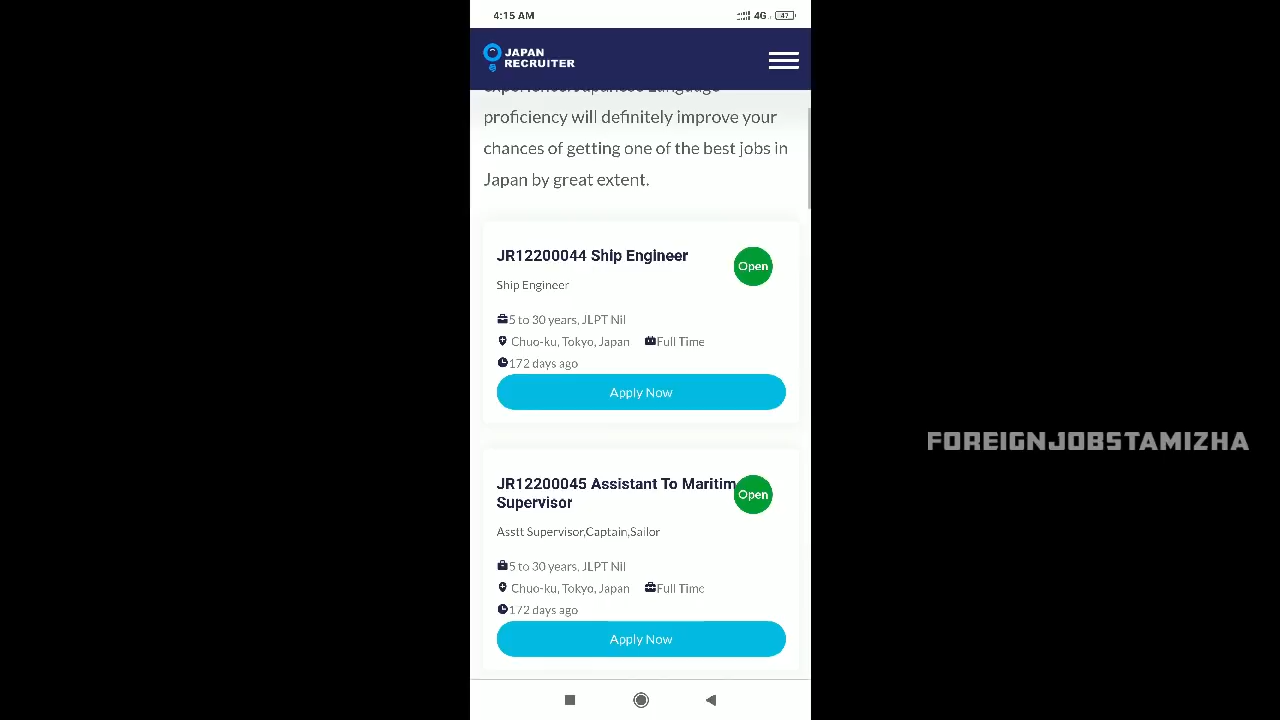 4:15 AM
4G
47
JAPAN
RECRUITER
proficiency will definitely improve your
chances of getting one of the best jobs in
Japan by great extent.
JR12200044 Ship Engineer
Open
Ship Engineer
5 to 30 years, JLPT Nil
Chuo-ku, Tokyo, Japan Full Time
172 days ago
Apply Now
FOREIGNJOBSTAMIZHA
JR12200045 Assistant To Maritim
Supervisor
Open
Asstt Supervisor,Captain,Sailor
5 to 30 years, JLPT Nil
Chuo-ku, Tokyo, Japan Full Time
172 days ago
Apply Now